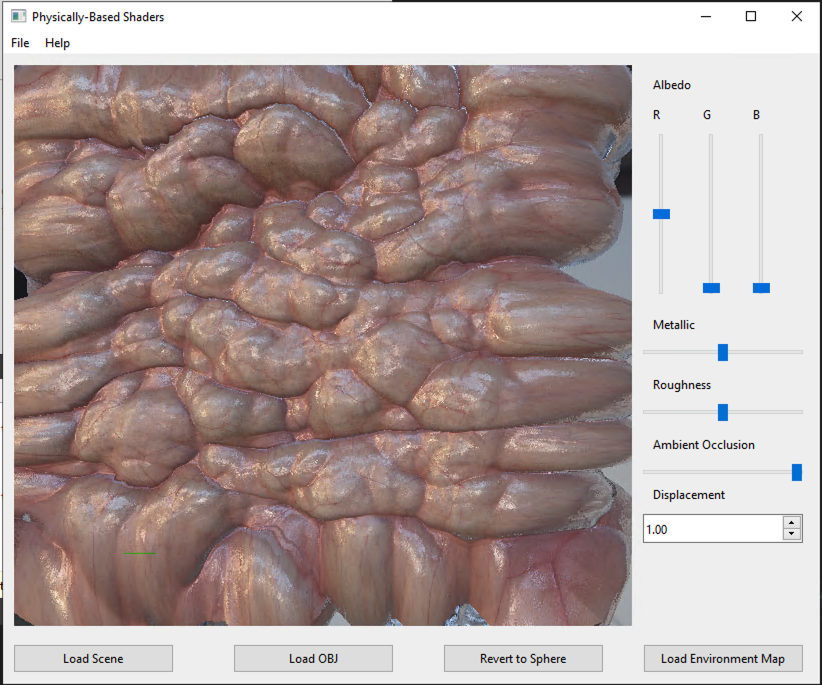 Physically-Based Shaders
File Help
Albedo
R G B
Metallic
Roughness
Ambient Occlusion
Displacement
1.00
Load Scene Load OBJ Revert to Sphere Load Environment Map